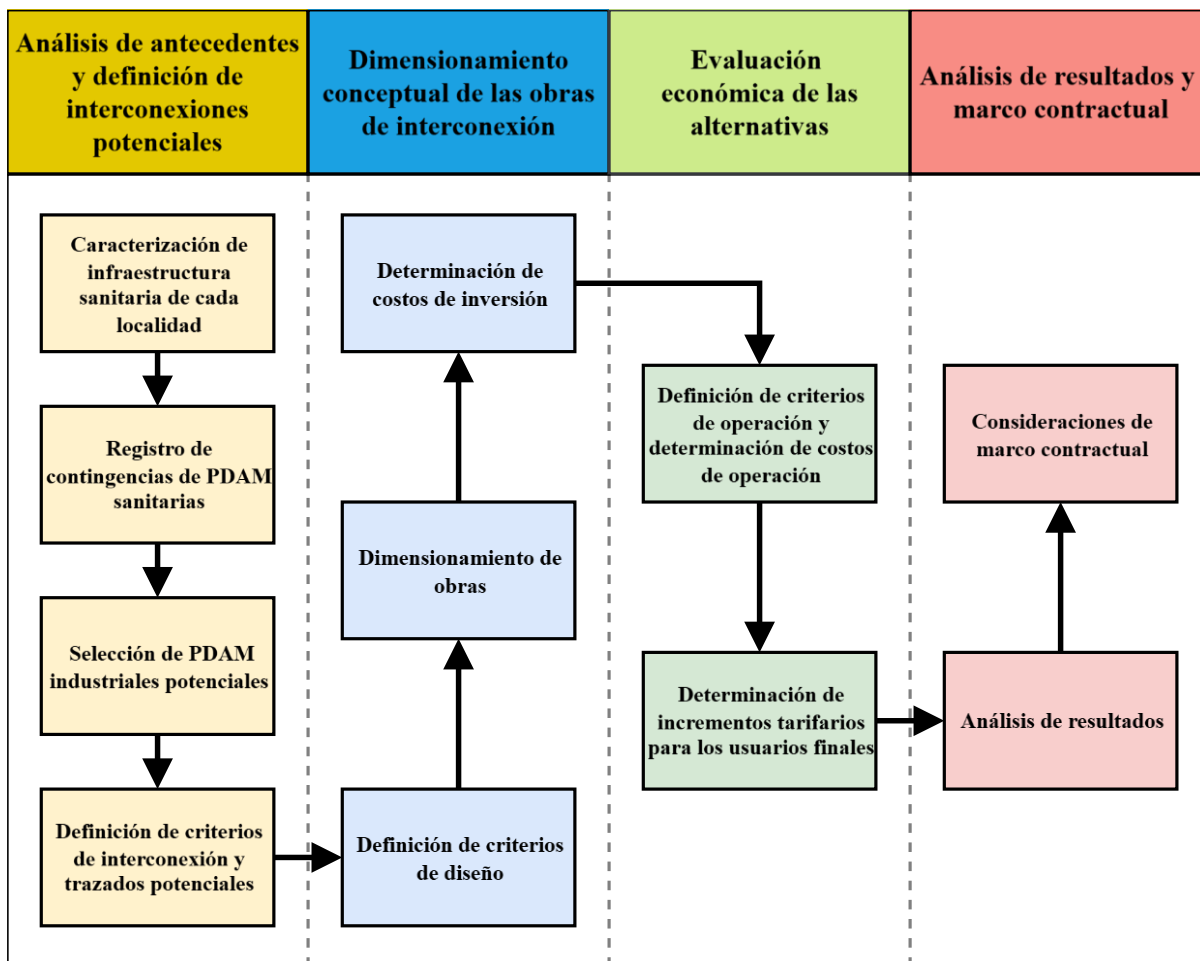 Análisis de antecedentes
y definición de
interconexiones
potenciales
Dimensionamiento
conceptual de las obras
de interconexión
Evaluación
económica de las
alternativas
Análisis de resultados y
marco contractual
Caracterización de
infraestructura
sanitaria de cada
localidad
Registro de
contingencias de PDAM
sanitarias
Selección de PDAM
industriales potenciales
Definición de criterios
de interconexión y
trazados potenciales
Determinación de
costos de inversión
Dimensionamiento de
obras
Definición de criterios
de diseño
Definición de criterios
de operación y
determinación de costos
de operación
Determinación de
incrementos tarifarios
para los usuarios finales
Consideraciones de
marco contractual
Análisis de resultados